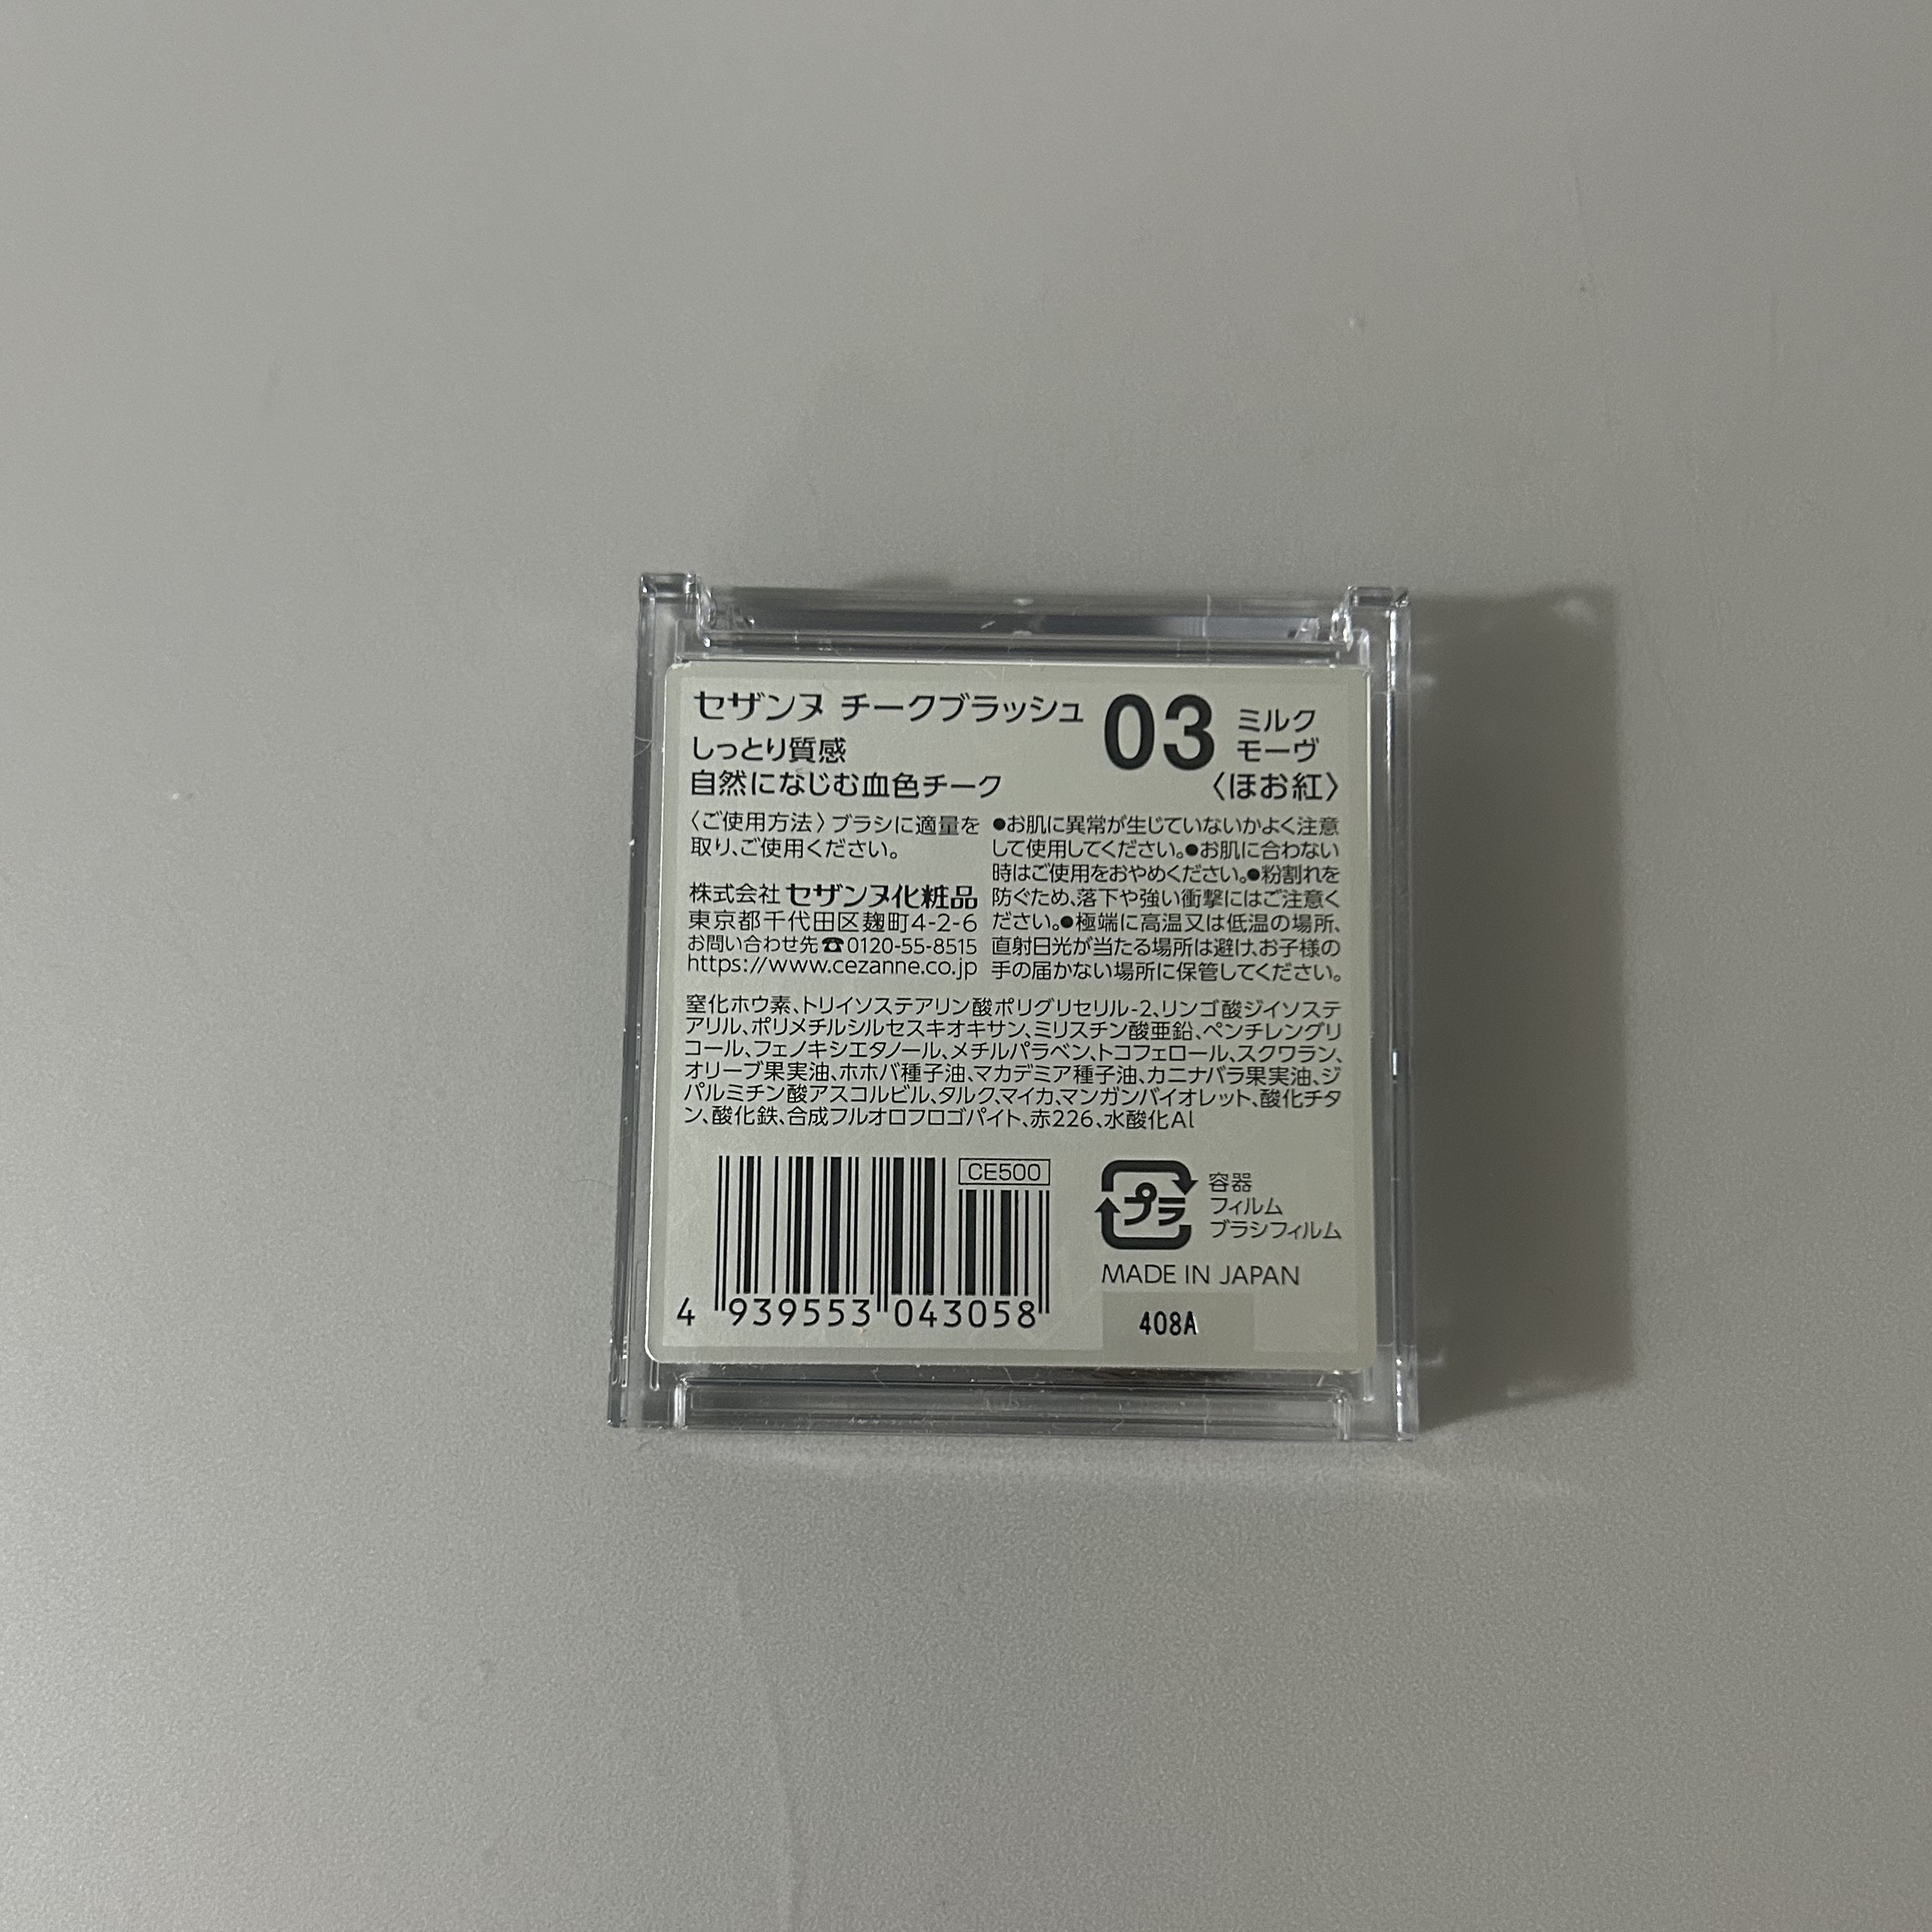 セザンヌ チークブラッシュ
03 ミルク
モーヴ
しっとり質感
自然になじむ血色チーク
〈ほお紅〉
〈ご使用方法〉ブラシに適量を
取り、ご使用ください。
株式会社 セザンヌ化粧品
東京都千代田区麹町4-2-6
お問い合わせ先☎0120-55-8515
https://www.cezanne.co.jp
●お肌に異常が生じていないかよく注意
して使用してください。●お肌に合わない
時はご使用をおやめください。●粉割れを
防ぐため、落下や強い衝撃にはご注意く
ださい。●極端に高温又は低温の場所、
直射日光が当たる場所は避け、お子様の
手の届かない場所に保管してください。
窒化ホウ素、トリイソステアリン酸ポリグリセリル-2、リンゴ酸ジイソステ
アリル、ポリメチルシルセスキオキサン、ミリスチン酸亜鉛、ペンチレングリ
コール、フェノキシエタノール、メチルパラベン、トコフェロール、スクワラン、
オリーブ果実油、ホホバ種子油、マカデミア種子油、カニナバラ果実油、ジ
パルミチン酸アスコルビル、タルク、マイカ、マンガンバイオレット、酸化チタ
ン、酸化鉄、合成フルオロフロゴパイト、赤226、水酸化Al
CE500
4 939553 043058
プラ
容器
フィルム
ブラシフィルム
MADE IN JAPAN
408A